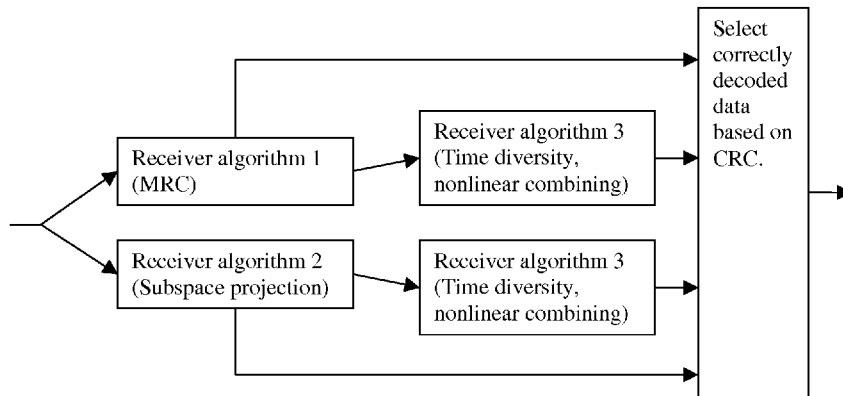 Select
correctly
decoded
data
based on
CRC.
Receiver algorithm 1
(MRC)
Receiver algorithm 3
(Time diversity,
nonlinear combining)
Receiver algorithm 2
(Subspace projection)
Receiver algorithm 3
(Time diversity,
nonlinear combining)